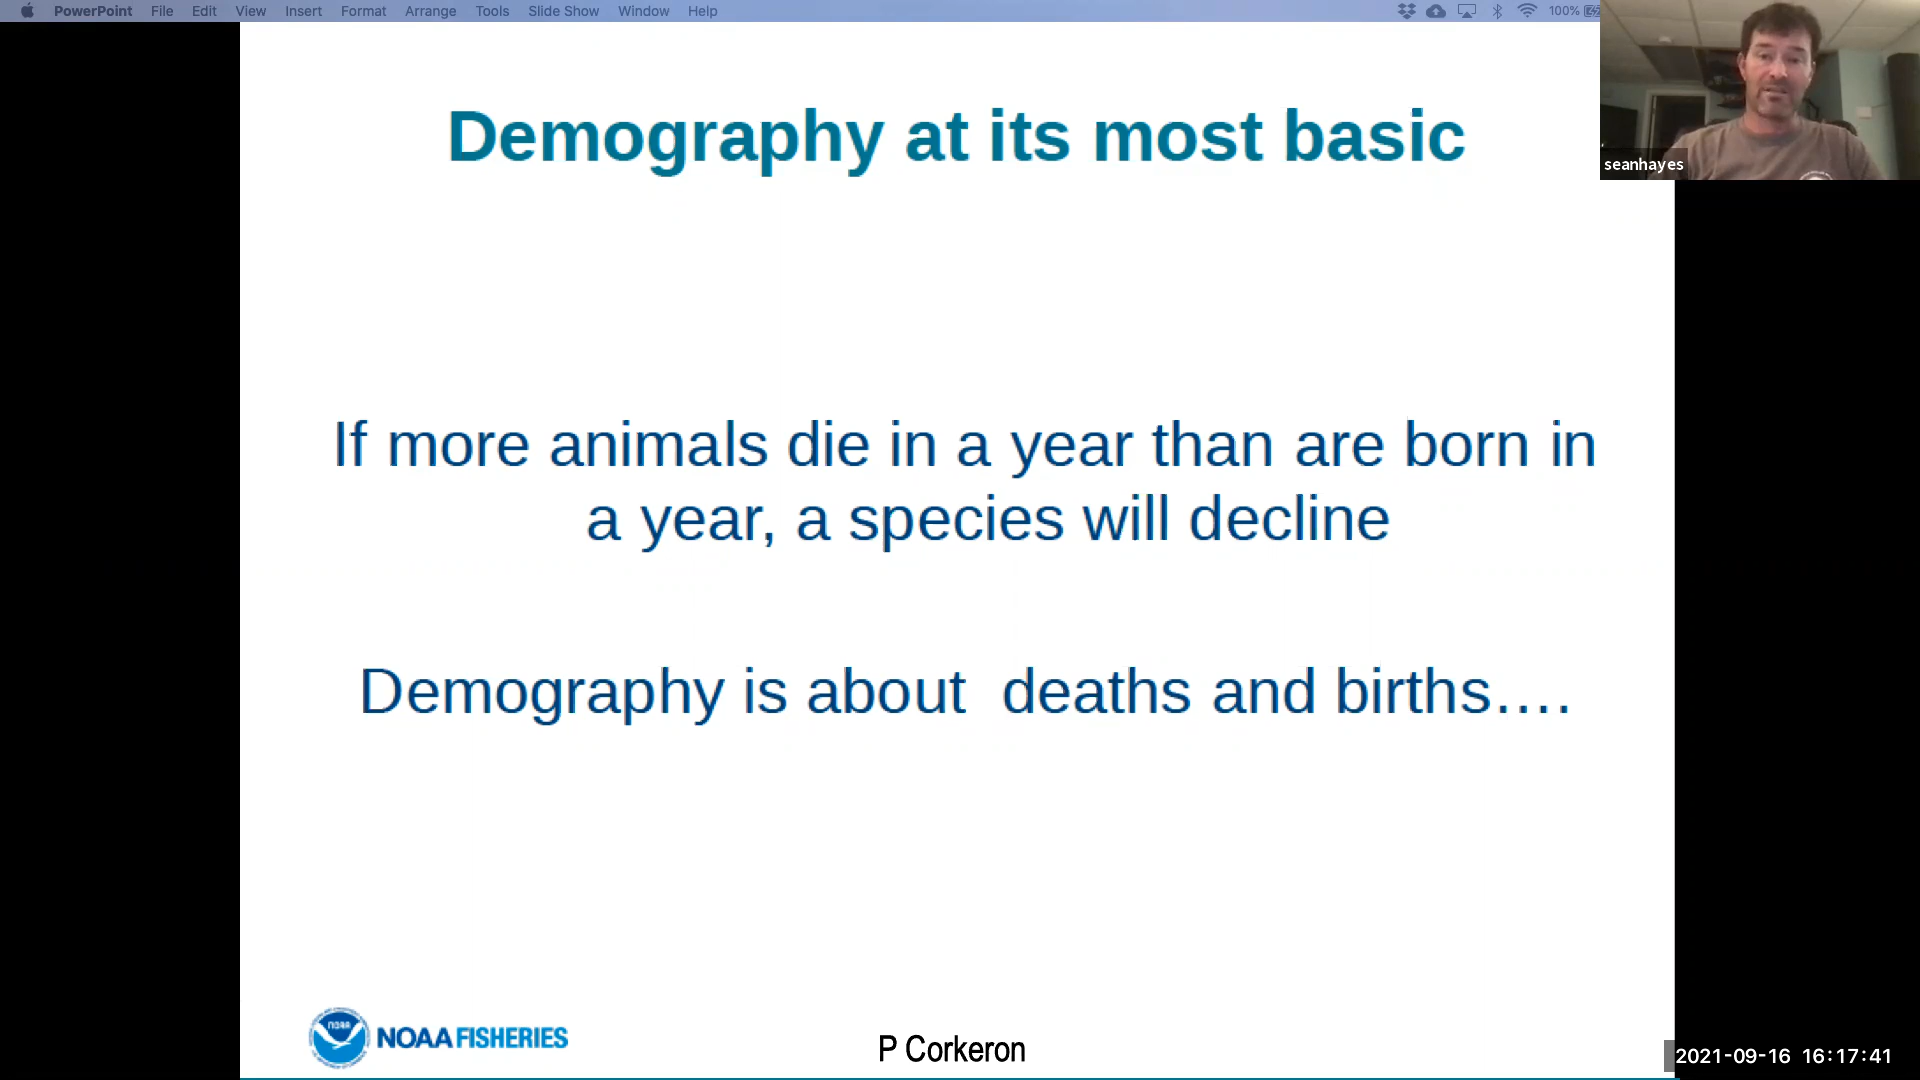 PowerPoint File Edit View Insert Format Arrange Tools Slide Show Window Help 100%
seanhayes
Demography at its most basic
If more animals die in a year than are born in
a year, a species will decline
Demography is about  deaths and births....
NOAA
NOAA FISHERIES
P Corkeron
2021-09-16 16:17:41